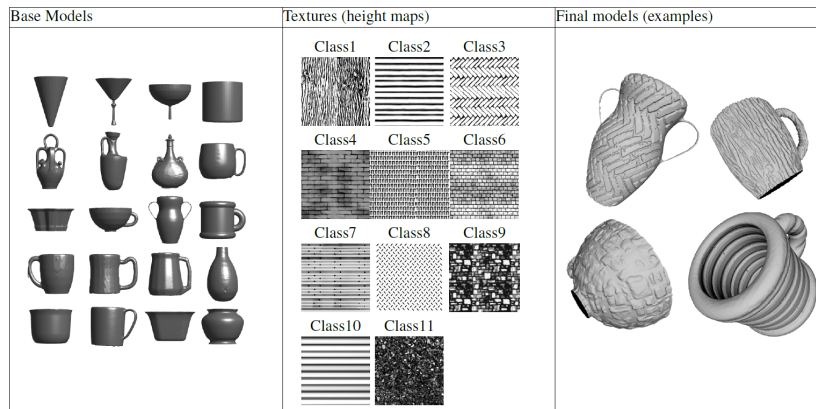 Base Models
Textures (height maps)
Final models (examples)
Class1 Class2 Class3
Class4 Class5 Class6
Class7 Class8 Class9
Class10 Class11